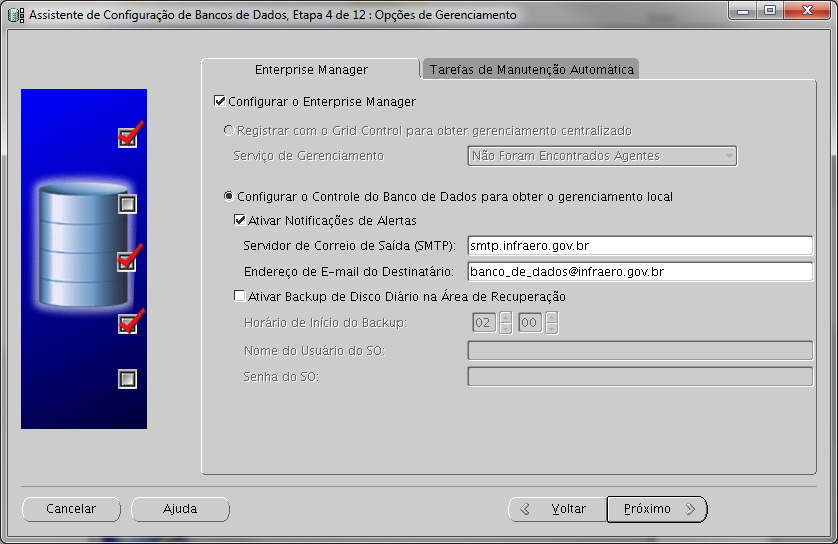 Assistente de Configuração de Bancos de Dados, Etapa 4 de 12 : Opções de Gerenciamento
Enterprise Manager
Tarefas de Manutenção Automática
Configurar o Enterprise Manager
Registrar com o Grid Control para obter gerenciamento centralizado
Serviço de Gerenciamento
Não Foram Encontrados Agentes
Configurar o Controle do Banco de Dados para obter o gerenciamento local
Ativar Notificações de Alertas
Servidor de Correio de Saída (SMTP):
smtp.infraero.gov.br
Endereço de E-mail do Destinatário:
banco_de_dados@infraero.gov.br
Ativar Backup de Disco Diário na Área de Recuperação
Horário de Início do Backup:
02
00
Nome do Usuário do SO:
Senha do SO:
Cancelar
Ajuda
Voltar
Próximo